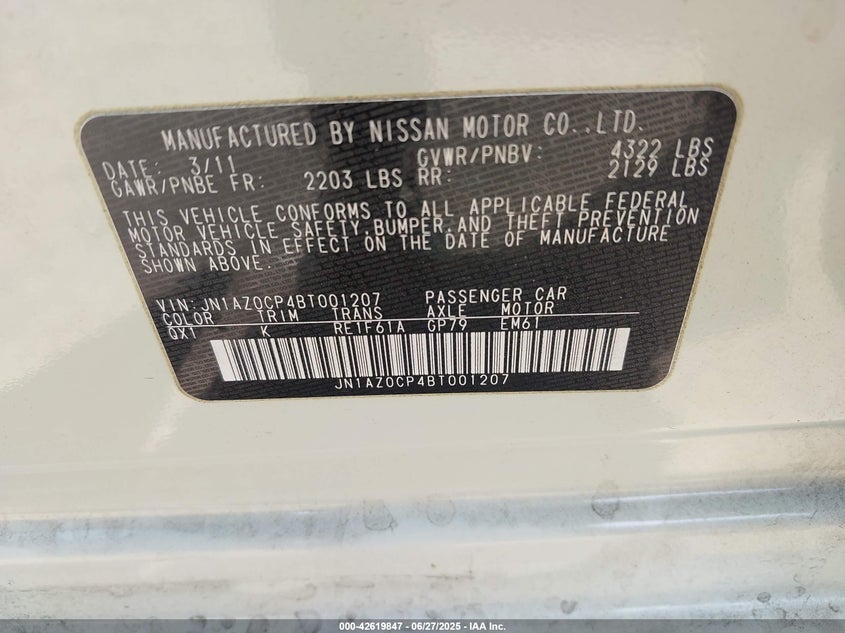 MANUFACTURED BY NISSAN MOTOR CO.,LTD.
DATE: 3/11 GVWR/PNBV: 4322 LBS
GAWR/PNBE FR: 2203 LBS RR: 2129 LBS
THIS VEHICLE CONFORMS TO ALL APPLICABLE FEDERAL
MOTOR VEHICLE SAFETY,BUMPER,AND THEFT PREVENTION
STANDARDS IN EFFECT ON THE DATE OF MANUFACTURE
SHOWN ABOVE.
VIN: JN1AZ0CP4BT001207 PASSENGER CAR
COLOR TRIM TRANS AXLE MOTOR
QX1 K RE1F61A GP79 EM61
JN1AZ0CP4BT001207
000-42619847 - 06/27/2025 - IAA Inc.